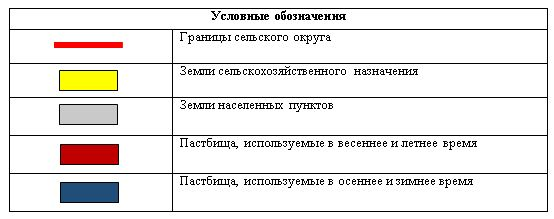 Условные обозначения
Границы сельского округа
Земли сельскохозяйственного назначения
Земли населенных пунктов
Пастбища, используемые в весеннее и летнее время
Пастбища, используемые в осеннее и зимнее время